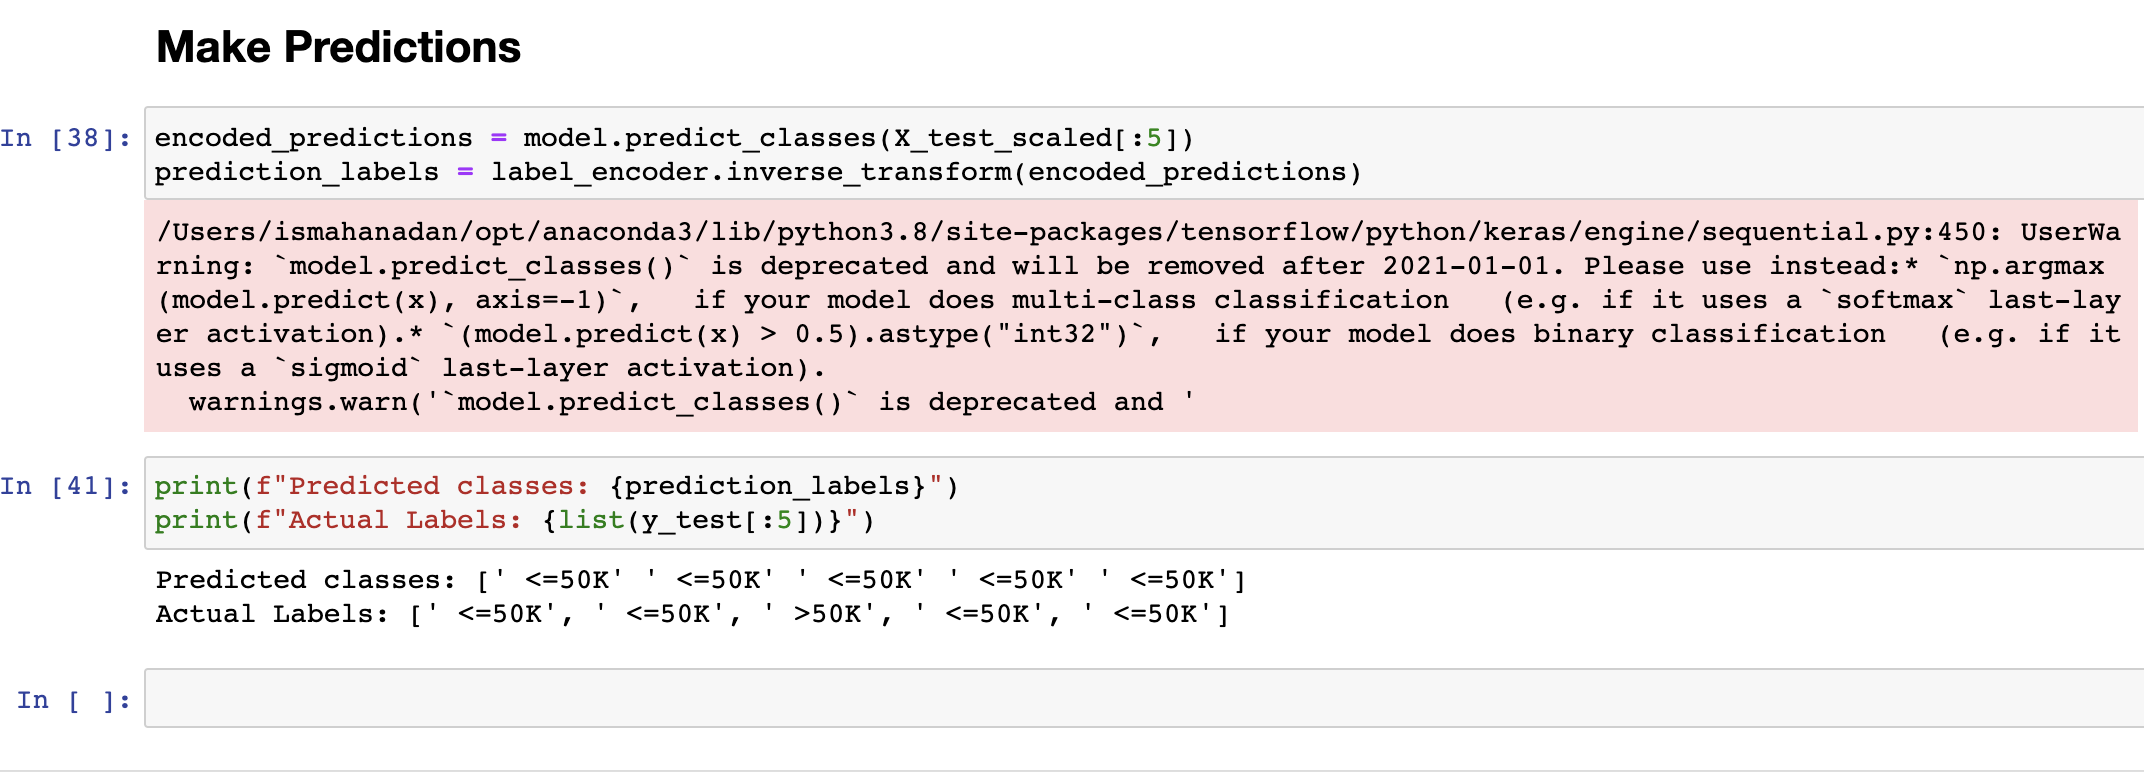 Make Predictions
In [38]: encoded_predictions = model.predict_classes(X_test_scaled[:5])
prediction_labels = label_encoder.inverse_transform(encoded_predictions)
/Users/ismahanadan/opt/anaconda3/lib/python3.8/site-packages/tensorflow/python/keras/engine/sequential.py:450: UserWa
rning: `model.predict_classes()` is deprecated and will be removed after 2021-01-01. Please use instead:* `np.argmax
(model.predict(x), axis=-1)`,   if your model does multi-class classification   (e.g. if it uses a `softmax` last-lay
er activation).* `(model.predict(x) > 0.5).astype("int32")`,   if your model does binary classification   (e.g. if it
uses a `sigmoid` last-layer activation).
  warnings.warn('`model.predict_classes()` is deprecated and '
In [41]: print(f"Predicted classes: {prediction_labels}")
print(f"Actual Labels: {list(y_test[:5])}")
Predicted classes: [' <=50K' ' <=50K' ' <=50K' ' <=50K' ' <=50K']
Actual Labels: [' <=50K', ' <=50K', ' >50K', ' <=50K', ' <=50K']
In [ ]: